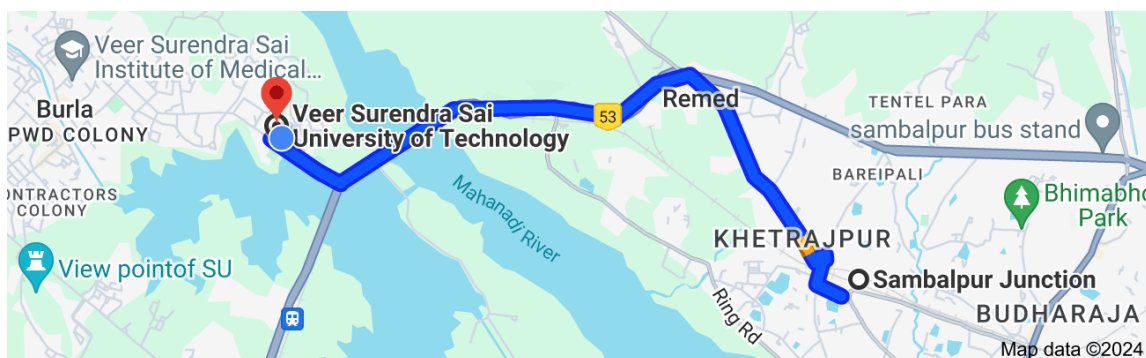 Veer Surendra Sai
Institute of Medical...
Burla
PWD COLONY
ONTRACTORS
COLONY
View pointof SU
Veer Surendra Sai
University of Technology
Mahanadi River
53
Remed
TENTEL PARA
sambalpur bus stand
BAREIPALI
Bhimabho
Park
KHETRAJPUR
Sambalpur Junction
Ring Rd
BUDHARAJA
Map data ©2024